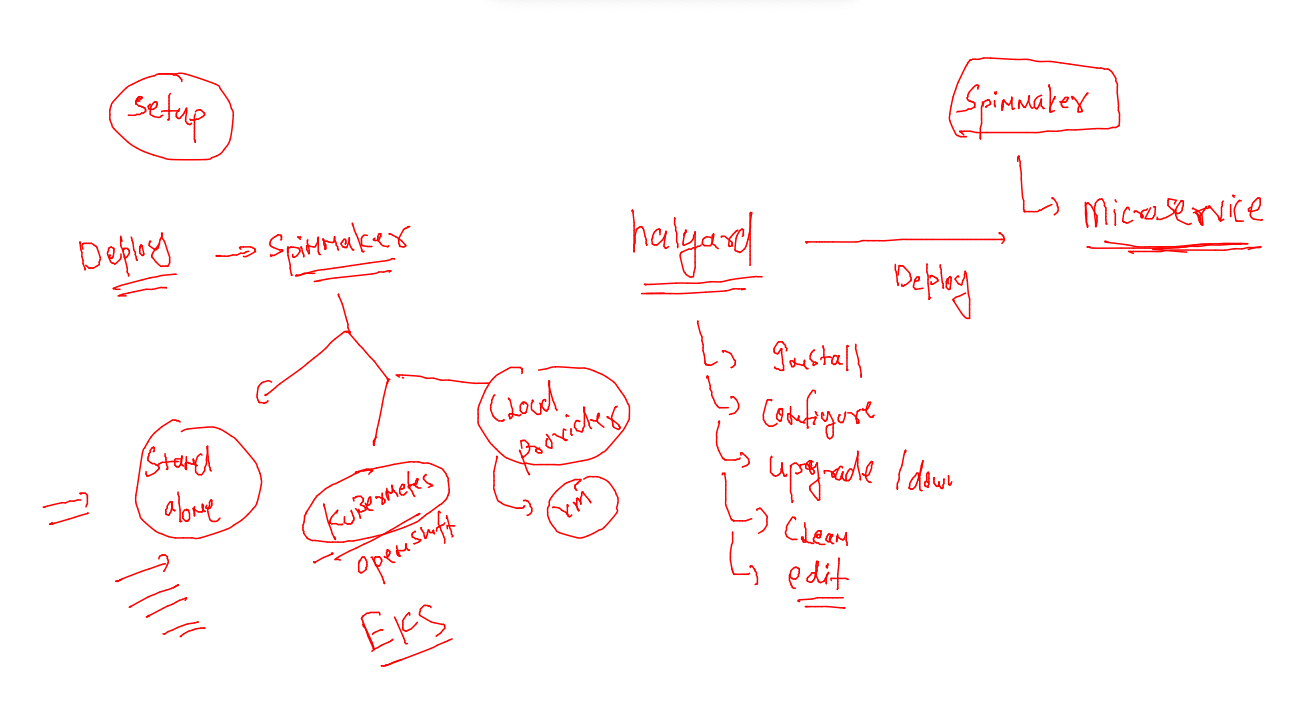 setup
Spinnaker
Microservice
Deploy → Spinnaker
halyard
Deploy
Install
Configure
upgrade /down
Clean
edit
Cloud
provider
vm
Stand
alone
Kubernetes
openshift
EKS